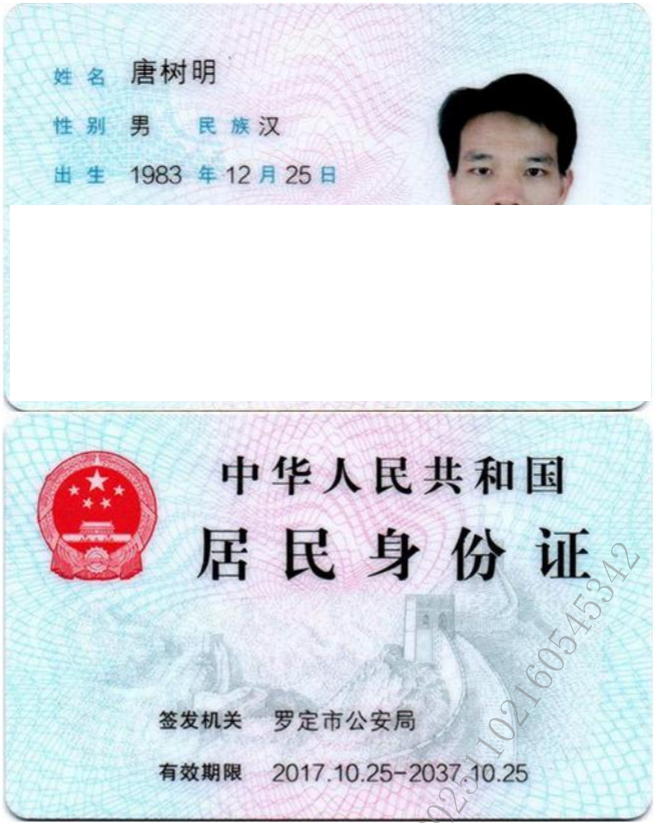 姓名 唐树明
性别 男 民族 汉
出生 1983 年 12 月 25 日
中华人民共和国
居民身份证
签发机关 罗定市公安局
有效期限 2017.10.25-2037.10.25